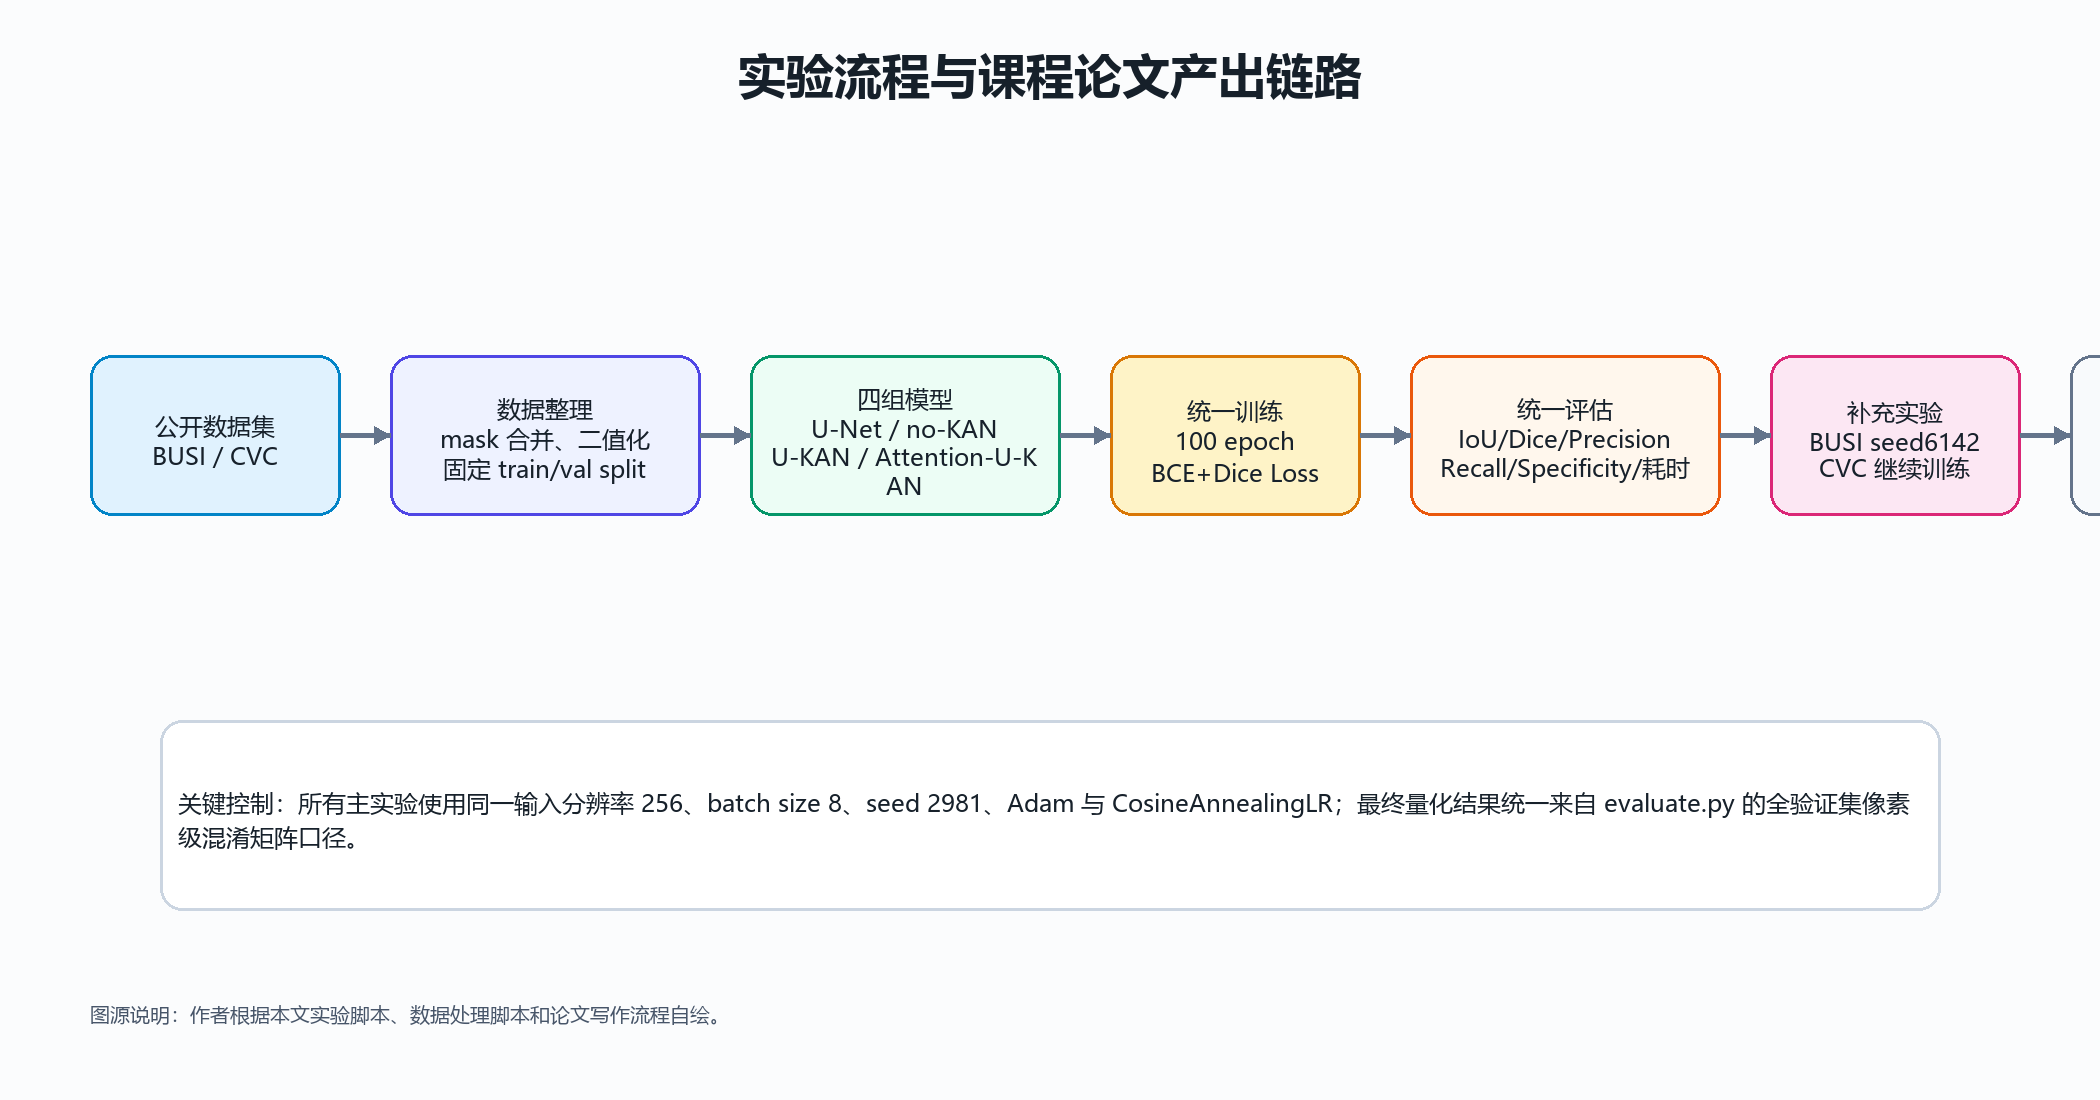 实验流程与课程论文产出链路
公开数据集
BUSI / CVC
数据整理
mask 合并、二值化
固定 train/val split
四组模型
U-Net / no-KAN
U-KAN / Attention-U-K
AN
统一训练
100 epoch
BCE+Dice Loss
统一评估
IoU/Dice/Precision
Recall/Specificity/耗时
补充实验
BUSI seed6142
CVC 继续训练
关键控制：所有主实验使用同一输入分辨率 256、batch size 8、seed 2981、Adam 与 CosineAnnealingLR；最终量化结果统一来自 evaluate.py 的全验证集像素
级混淆矩阵口径。
图源说明：作者根据本文实验脚本、数据处理脚本和论文写作流程自绘。